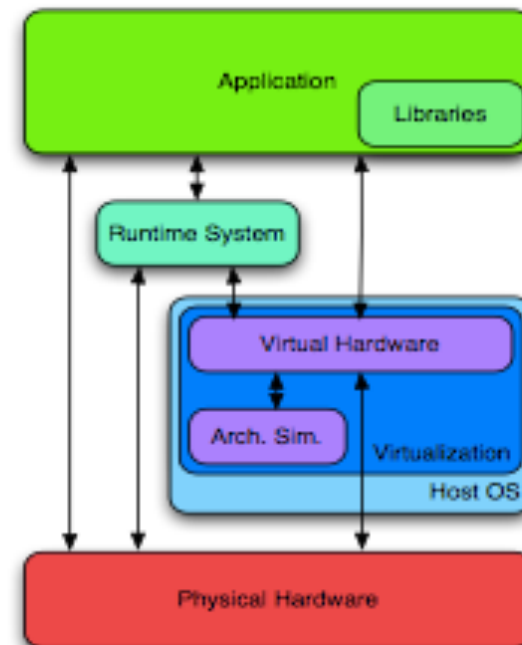 Application
Libraries
Runtime System
Virtual Hardware
Arch. Sim.
Virtualization
Host OS
Physical Hardware